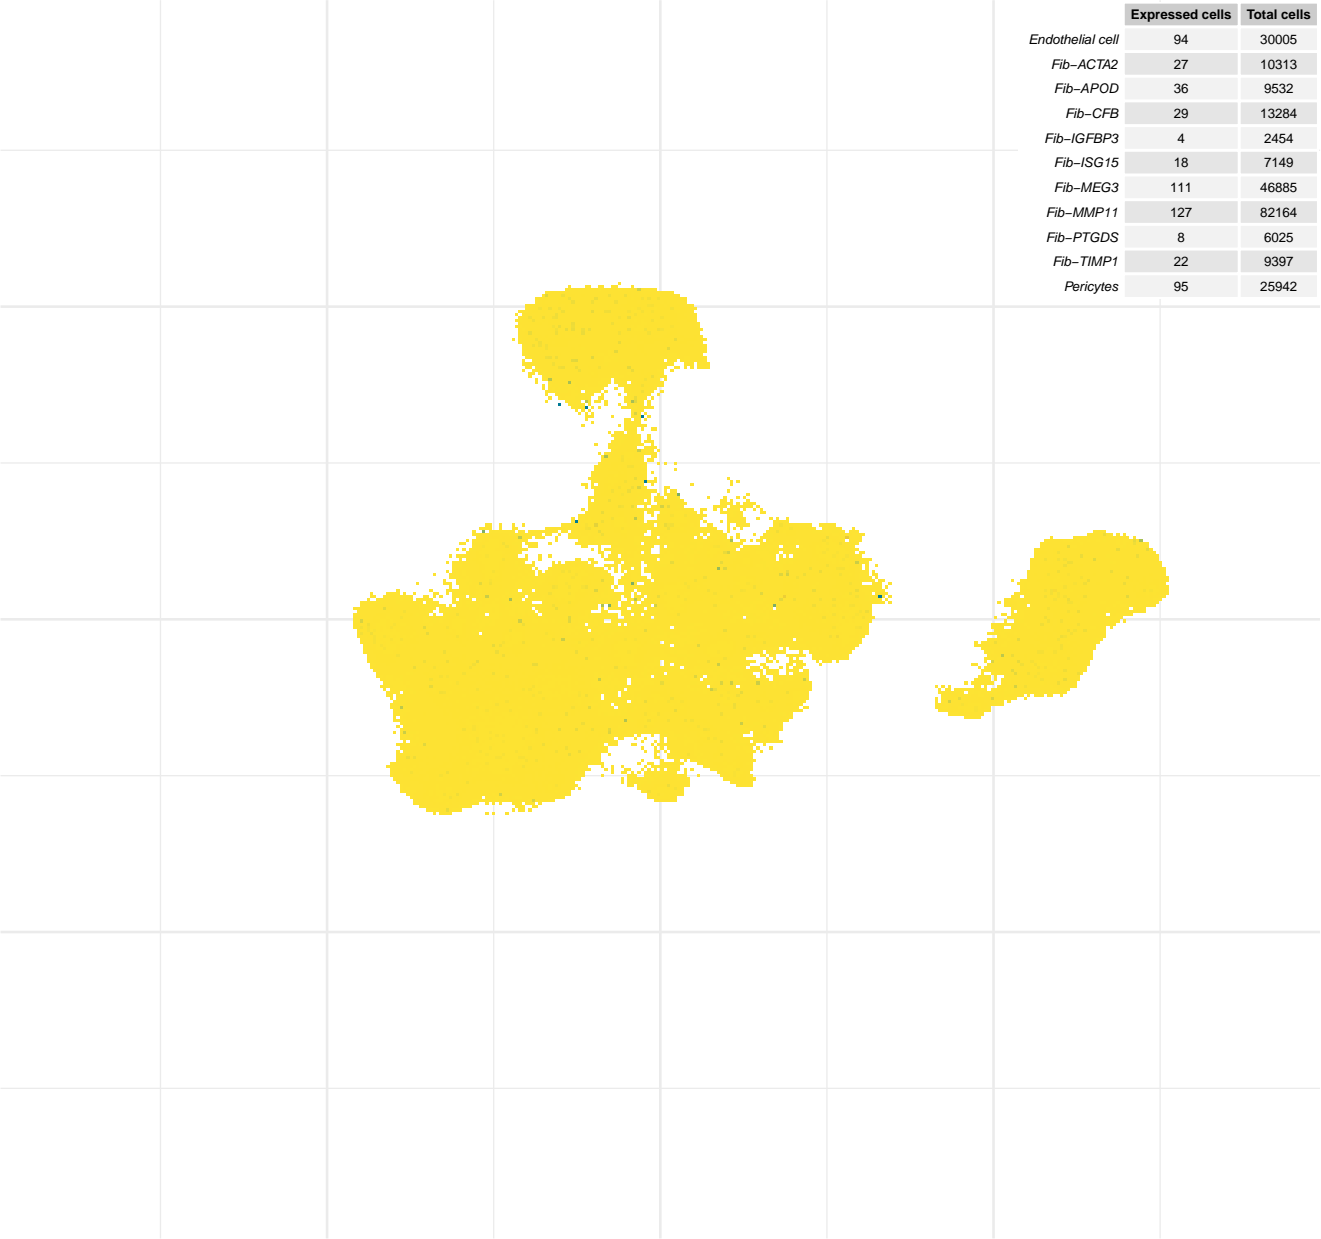 Expressed cells Total cells
Endothelial cell 94 30005
Fib−ACTA2 27 10313
Fib−APOD 36 9532
Fib−CFB 29 13284
Fib−IGFBP3 4 2454
Fib−ISG15 18 7149
Fib−MEG3 111 46885
Fib−MMP11 127 82164
Fib−PTGDS 8 6025
Fib−TIMP1 22 9397
Pericytes 95 25942